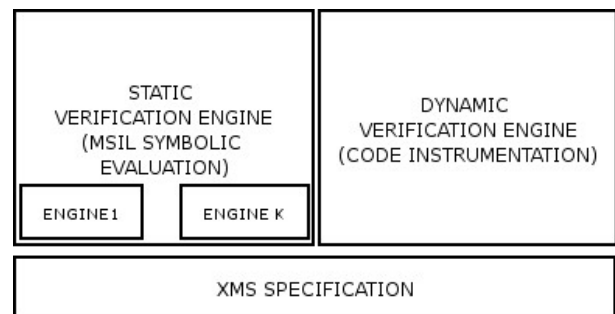 STATIC
VERIFICATION ENGINE
(MSIL SYMBOLIC
EVALUATION)
ENGINE1
ENGINE K
DYNAMIC
VERIFICATION ENGINE
(CODE INSTRUMENTATION)
XMS SPECIFICATION